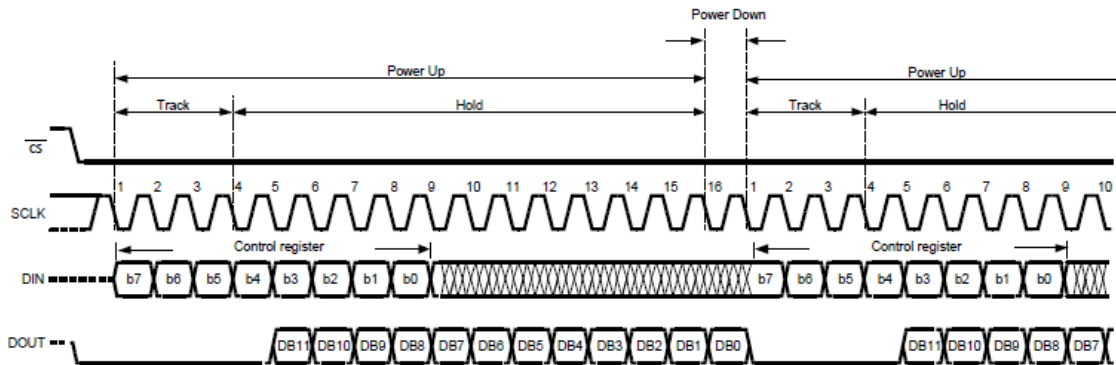 Power Down
Power Up Power Up
Track Hold Track Hold
CS
1 2 3 4 5 6 7 8 9 10 11 12 13 14 15 16 1 2 3 4 5 6 7 8 9 10
SCLK
Control register Control register
DIN b7 b6 b5 b4 b3 b2 b1 b0 b7 b6 b5 b4 b3 b2 b1 b0
DOUT DB11 DB10 DB9 DB8 DB7 DB6 DB5 DB4 DB3 DB2 DB1 DB0 DB11 DB10 DB9 DB8 DB7